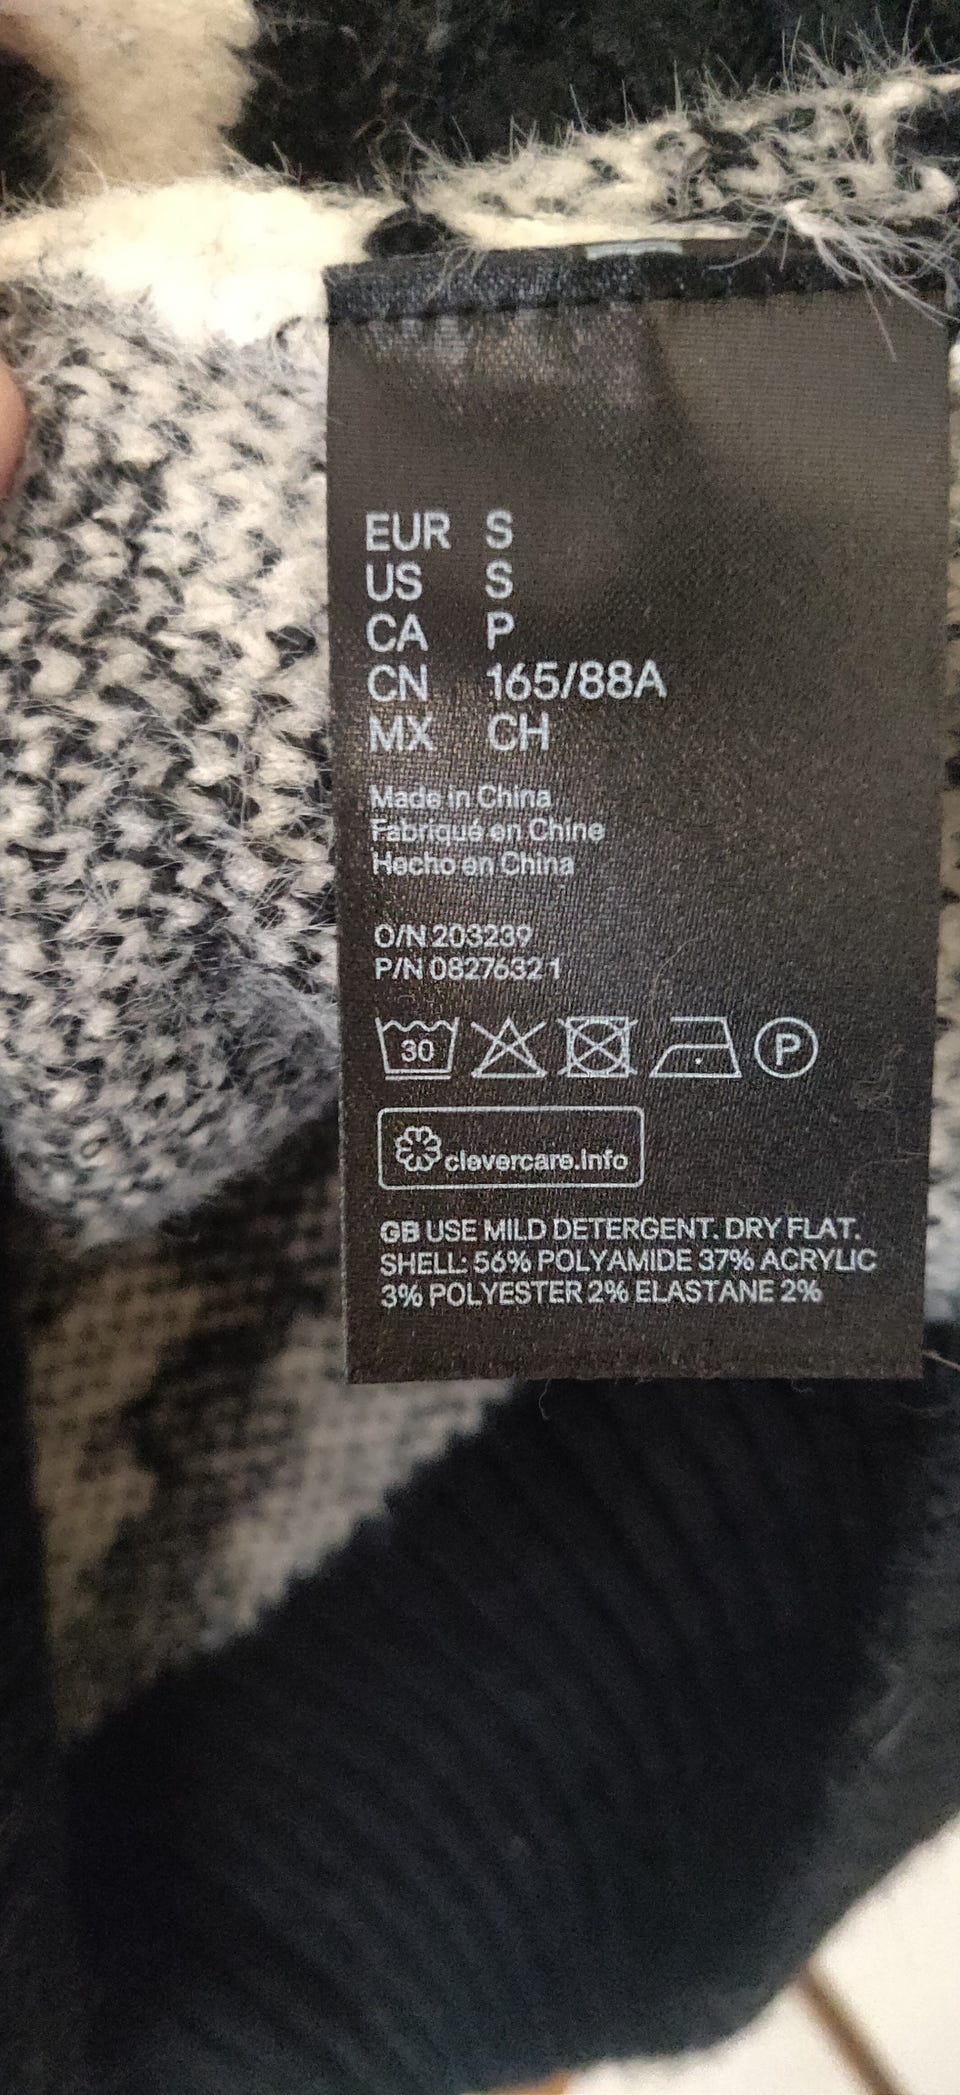 EUR S
US S
CA P
CN 165/88A
MX CH
Made in China
Fabriqué en Chine
Hecho en China
O/N 203239
P/N 08276321
30
P
clevercare.info
GB USE MILD DETERGENT. DRY FLAT.
SHELL: 56% POLYAMIDE 37% ACRYLIC
3% POLYESTER 2% ELASTANE 2%